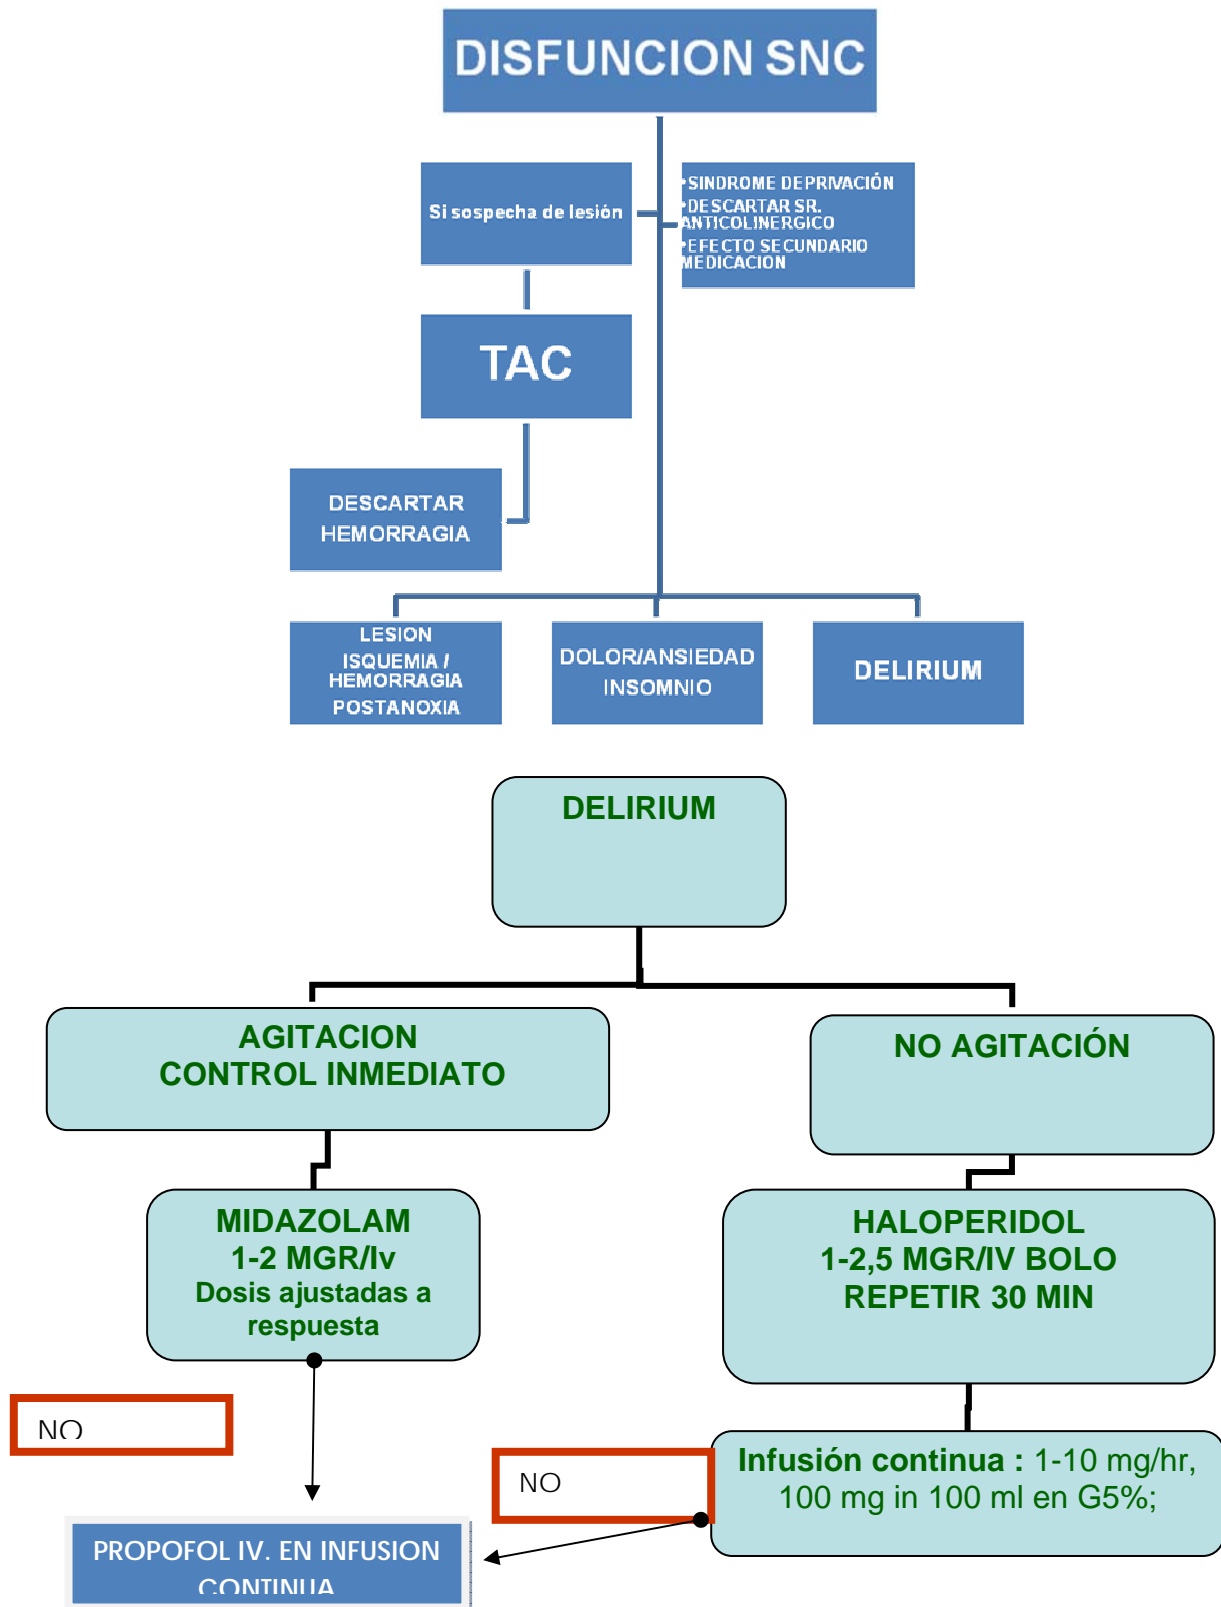 DISFUNCION SNC
Si sospecha de lesión
•SINDROME DEPRIVACIÓN
•DESCARTAR SR.
ANTICOLINERGICO
•EFECTO SECUNDARIO
MEDICACION
TAC
DESCARTAR
HEMORRAGIA
LESION
ISQUEMIA /
HEMORRAGIA
POSTANOXIA
DOLOR/ANSIEDAD
INSOMNIO
DELIRIUM
DELIRIUM
AGITACION
CONTROL INMEDIATO
NO AGITACIÓN
MIDAZOLAM
1-2 MGR/Iv
Dosis ajustadas a
respuesta
HALOPERIDOL
1-2,5 MGR/IV BOLO
REPETIR 30 MIN
NO
NO
Infusión continua : 1-10 mg/hr,
100 mg in 100 ml en G5%;
PROPOFOL IV. EN INFUSION
CONTINUA